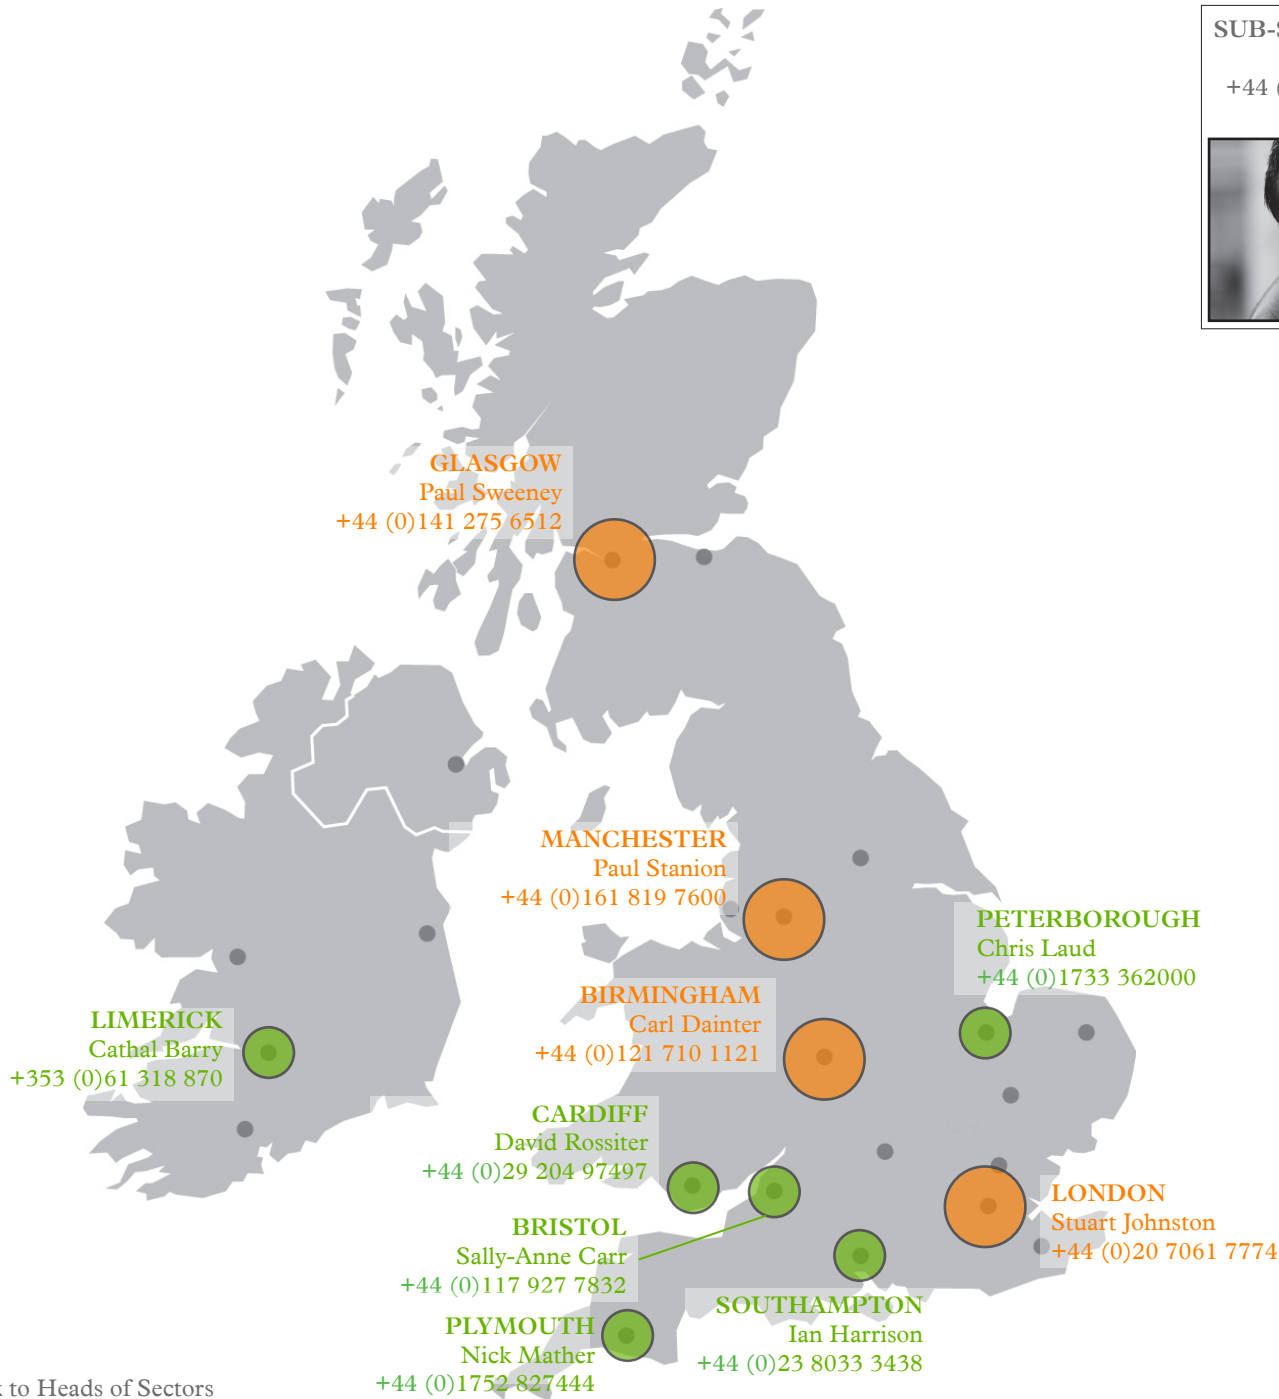 SUB-S
+44 (
GLASGOW
Paul Sweeney
+44 (0)141 275 6512
MANCHESTER
Paul Stanion
+44 (0)161 819 7600
PETERBOROUGH
Chris Laud
+44 (0)1733 362000
BIRMINGHAM
Carl Dainter
+44 (0)121 710 1121
LIMERICK
Cathal Barry
+353 (0)61 318 870
CARDIFF
David Rossiter
+44 (0)29 204 97497
LONDON
Stuart Johnston
+44 (0)20 7061 7774
BRISTOL
Sally-Anne Carr
+44 (0)117 927 7832
SOUTHAMPTON
Ian Harrison
+44 (0)23 8033 3438
PLYMOUTH
Nick Mather
+44 (0)1752 827444
to Heads of Sectors